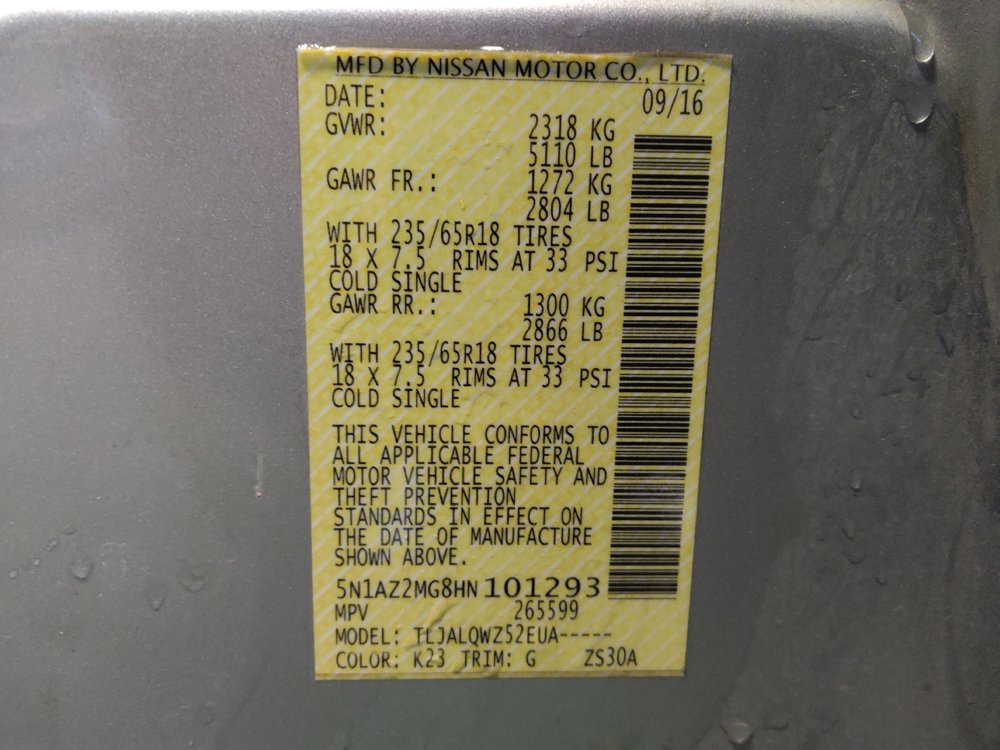 MFD BY NISSAN MOTOR CO., LTD.
DATE: 09/16
GVWR: 2318 KG
5110 LB
GAWR FR.: 1272 KG
2804 LB
WITH 235/65R18 TIRES
18 X 7.5 RIMS AT 33 PSI
COLD SINGLE
GAWR RR.: 1300 KG
2866 LB
WITH 235/65R18 TIRES
18 X 7.5 RIMS AT 33 PSI
COLD SINGLE
THIS VEHICLE CONFORMS TO
ALL APPLICABLE FEDERAL
MOTOR VEHICLE SAFETY AND
THEFT PREVENTION
STANDARDS IN EFFECT ON
THE DATE OF MANUFACTURE
SHOWN ABOVE.
5N1AZ2MG8HN101293
MPV 265599
MODEL: TLJALQWZ52EUA-----
COLOR: K23 TRIM: G ZS30A